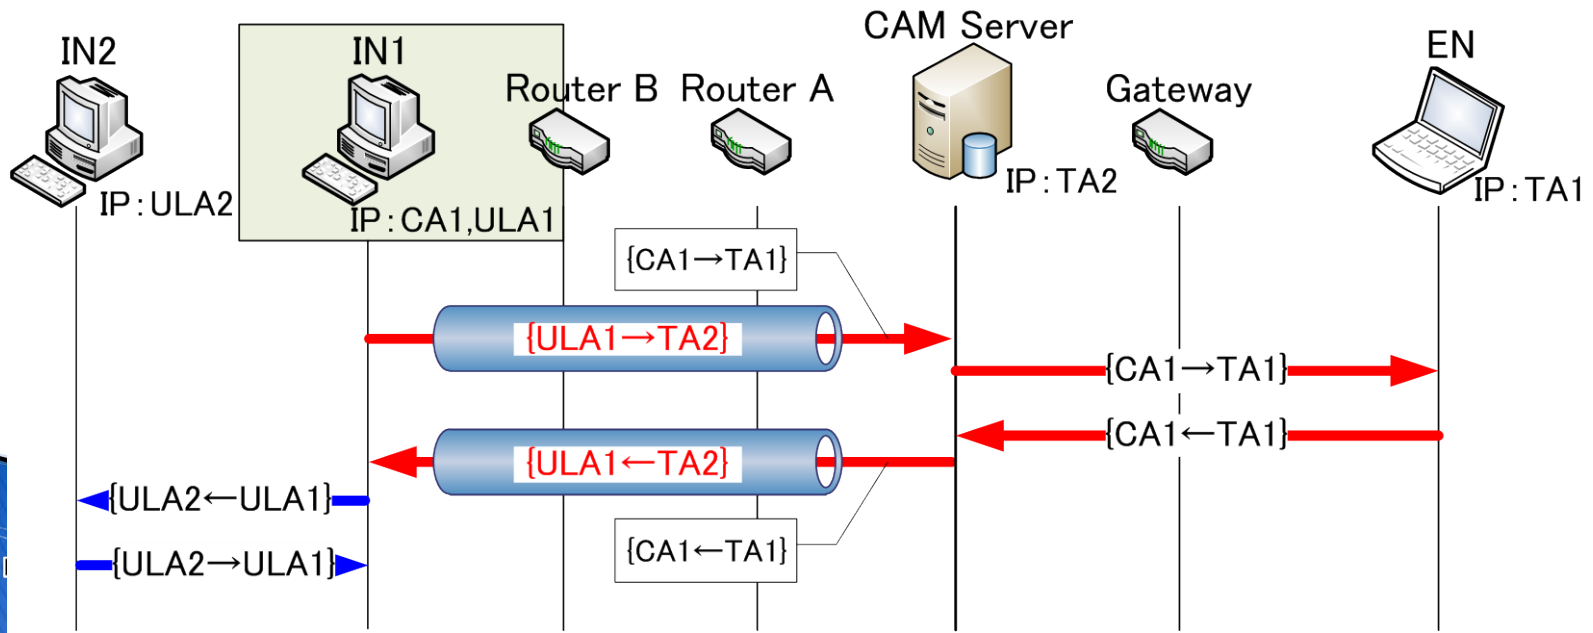 IN2
IN1
Router B
Router A
CAM Server
Gateway
EN
IP:ULA2
IP:CA1,ULA1
IP:TA2
IP:TA1
{CA1→TA1}
{ULA1→TA2}
{CA1→TA1}
{CA1←TA1}
{ULA1←TA2}
{ULA2←ULA1}
{CA1←TA1}
{ULA2→ULA1}